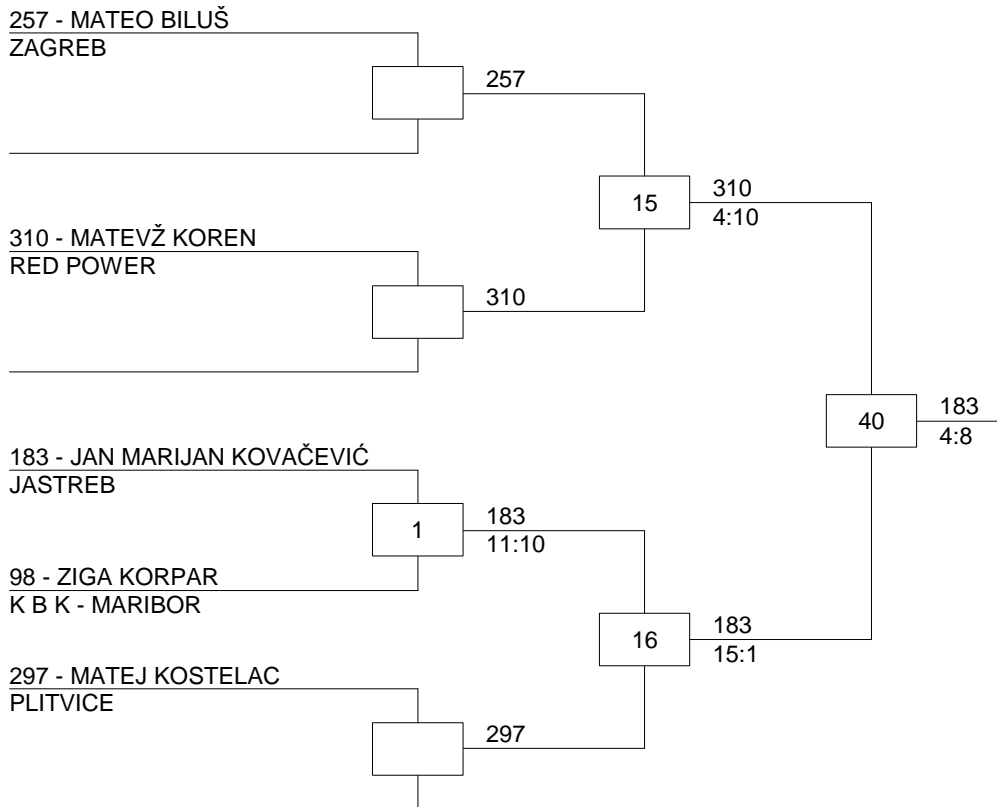 257 - MATEO BILUŠ
ZAGREB
257
15
310
4:10
310 - MATEVŽ KOREN
RED POWER
310
40
183
4:8
183 - JAN MARIJAN KOVAČEVIĆ
JASTREB
1
183
11:10
98 - ZIGA KORPAR
K B K - MARIBOR
16
183
15:1
297 - MATEJ KOSTELAC
PLITVICE
297